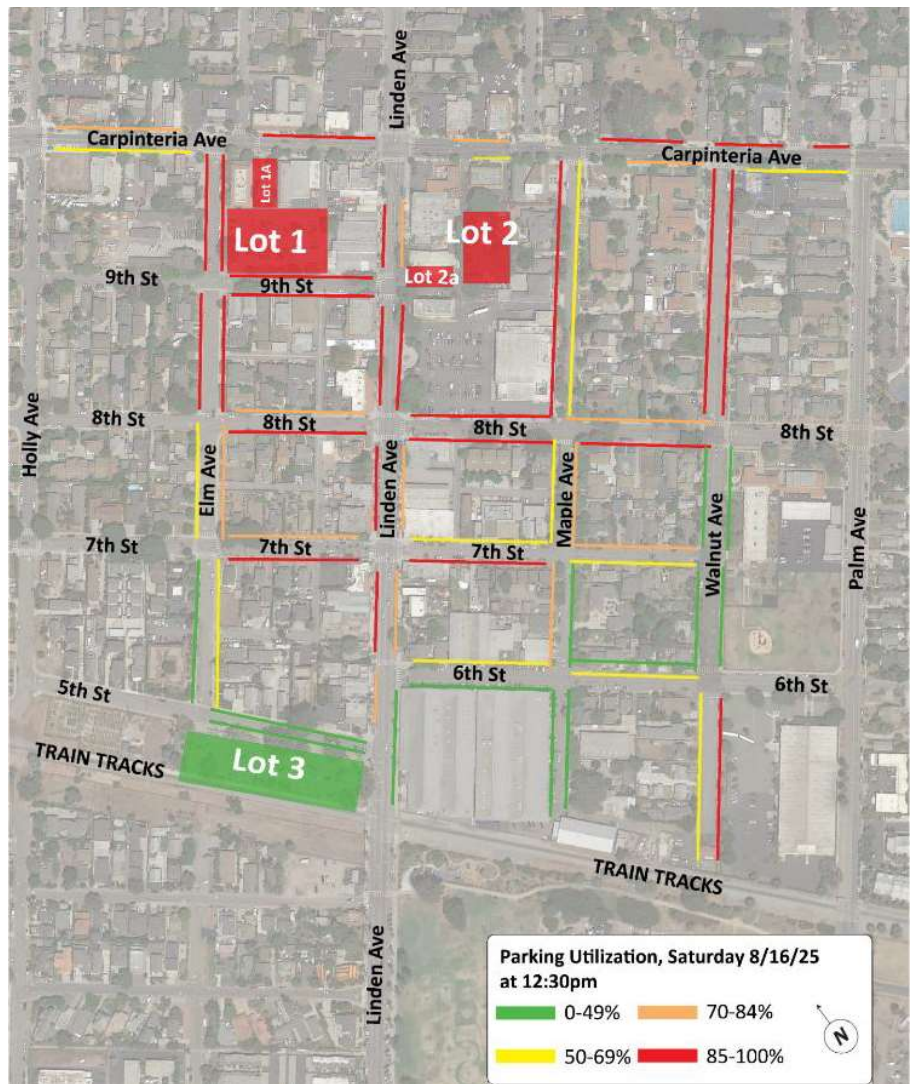 Linden Ave
Carpinteria Ave
Carpinteria Ave
Lot 1A
Lot 1
Lot 2
Lot 2a
9th St
9th St
Holly Ave
8th St
8th St
8th St
8th St
Elm Ave
Linden Ave
Maple Ave
Walnut Ave
Palm Ave
7th St
7th St
7th St
6th St
6th St
5th St
Lot 3
TRAIN TRACKS
TRAIN TRACKS
Linden Ave
Parking Utilization, Saturday 8/16/25
at 12:30pm
0-49%
70-84%
50-69%
85-100%
N